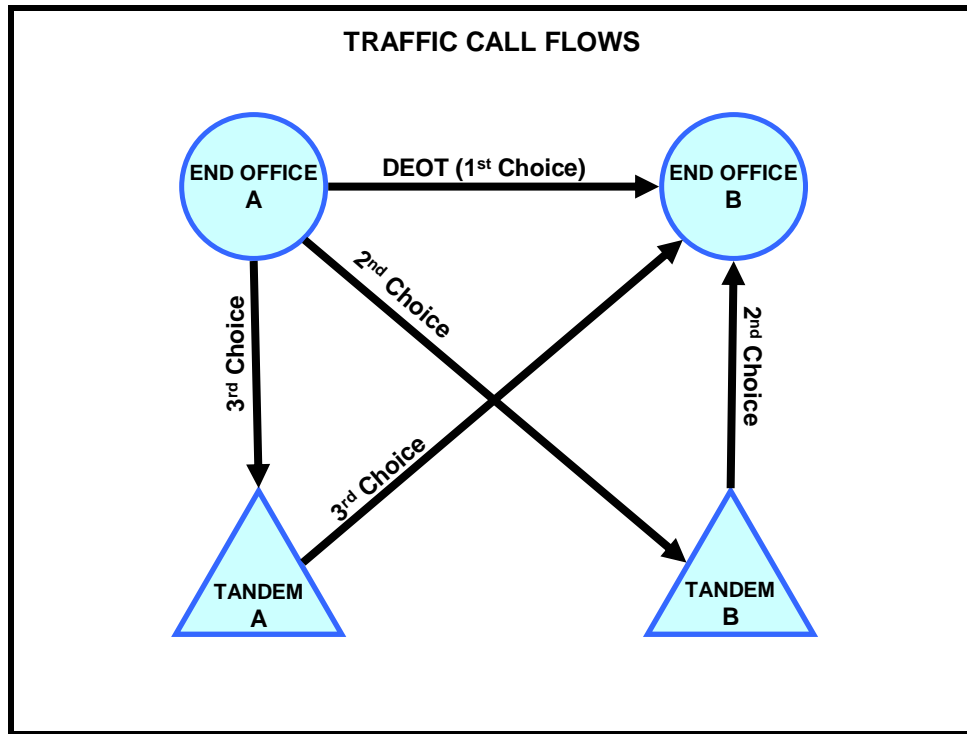 TRAFFIC CALL FLOWS
END OFFICE
A
DEOT (1st Choice)
END OFFICE
B
2nd Choice
3rd Choice
2nd Choice
3rd Choice
TANDEM
A
TANDEM
B